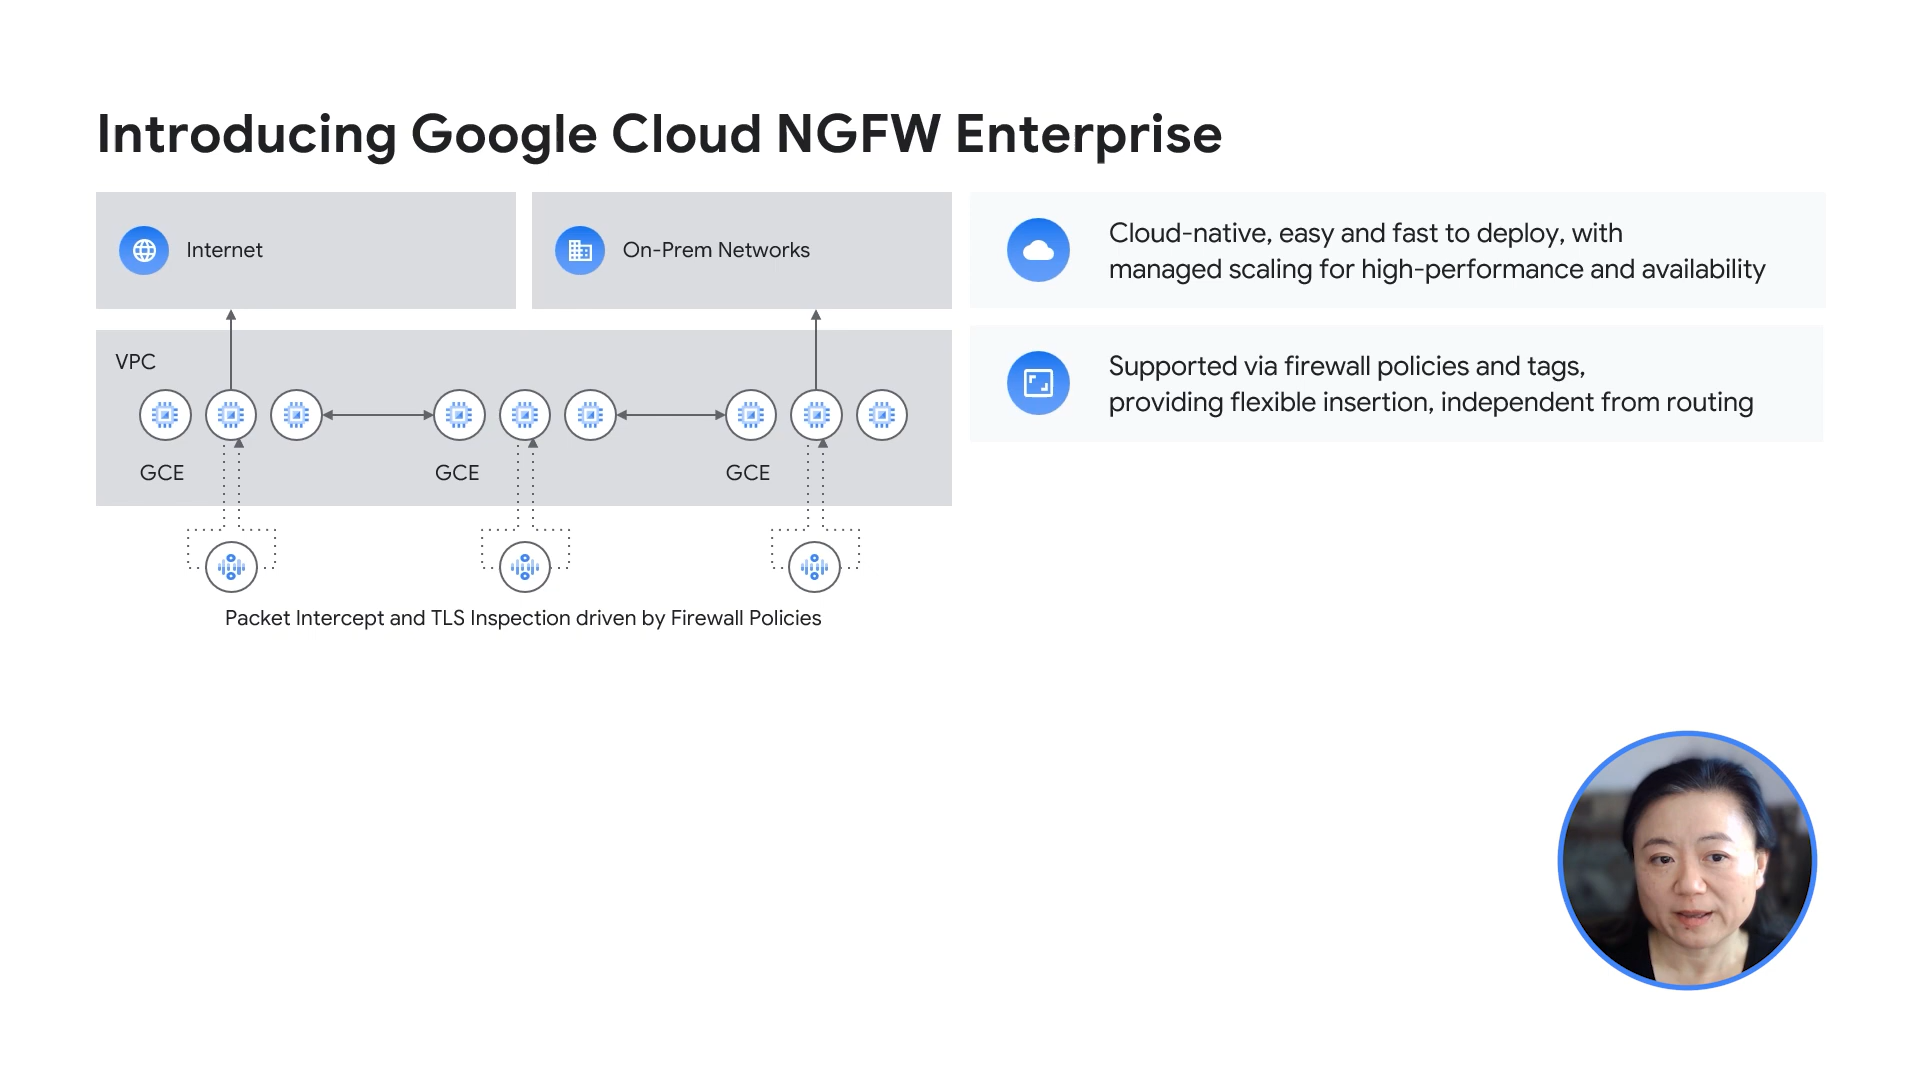 Introducing Google Cloud NGFW Enterprise
Internet
On-Prem Networks
VPC
GCE
GCE
GCE
Packet Intercept and TLS Inspection driven by Firewall Policies
Cloud-native, easy and fast to deploy, with
managed scaling for high-performance and availability
Supported via firewall policies and tags,
providing flexible insertion, independent from routing